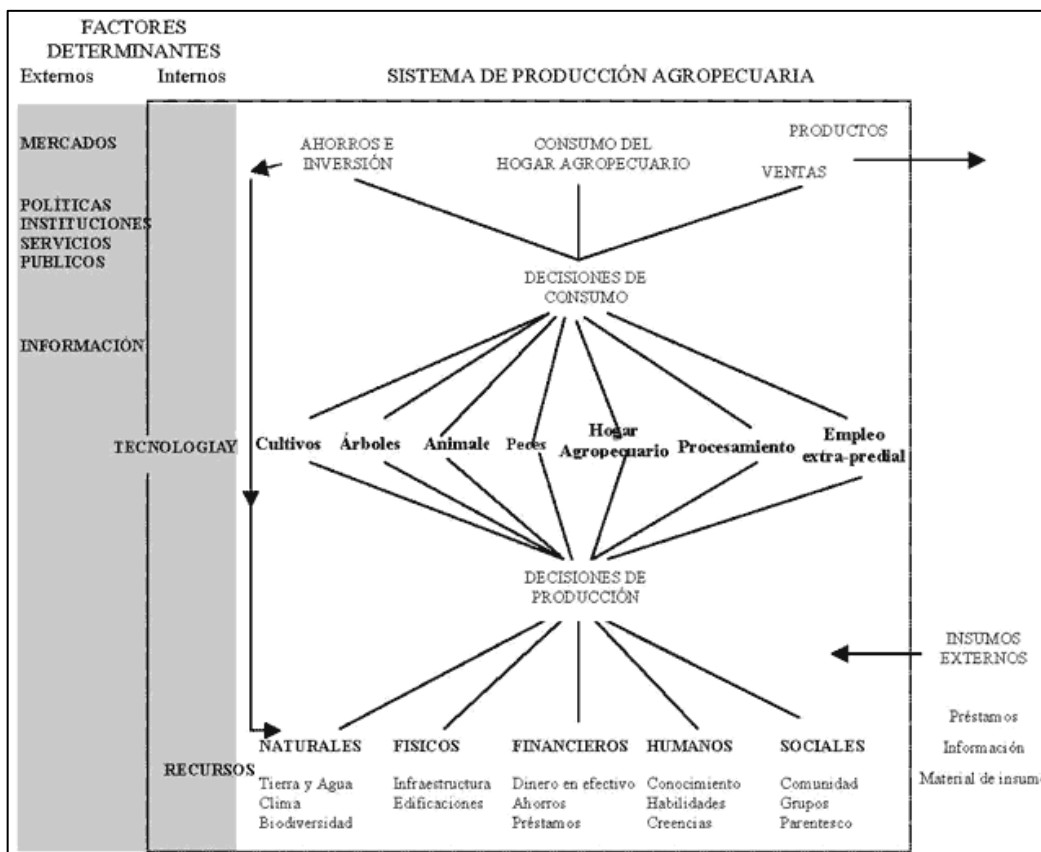 FACTORES
DETERMINANTES
Externos
Internos
SISTEMA DE PRODUCCIÓN AGROPECUARIA
MERCADOS
AHORROS E
INVERSIÓN
CONSUMO DEL
HOGAR AGROPECUARIO
PRODUCTOS
VENTAS
POLÍTICAS
INSTITUCIONES
SERVICIOS
PUBLICOS
DECISIONES DE
CONSUMO
INFORMACIÓN
TECNOLOGIAY
Cultivos
Árboles
Animale
Peces
Hogar
Agropecuario
Procesamiento
Empleo
extra-predial
DECISIONES DE
PRODUCCIÓN
INSUMOS
EXTERNOS
Préstamos
Información
Material de insumo
RECURSOS
NATURALES
Tierra y Agua
Clima
Biodiversidad
FISICOS
Infraestructura
Edificaciones
FINANCIEROS
Dinero en efectivo
Ahorros
Préstamos
HUMANOS
Conocimiento
Habilidades
Creencias
SOCIALES
Comunidad
Grupos
Parentesco